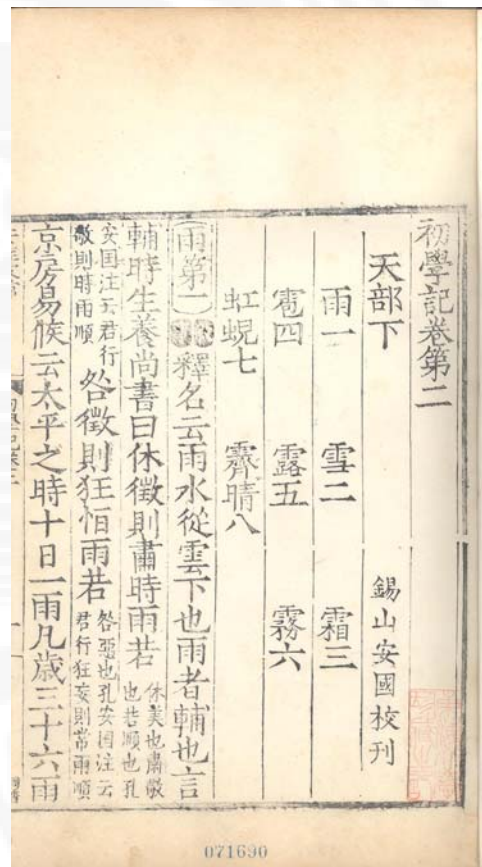 初學記卷第二
天部下 錫山安國校刊
雨一 雪二 霜三
雹四 露五 霧六
虹蜺七 霽晴八
雨第一 釋名云雨水從雲下也雨者輔也言
輔時生養尚書曰休徵則肅時雨若 休美也肅敬也若順也孔
安国注云君行敬則時雨順 咎徵則狂恒雨若 咎惡也孔安国注云君行狂妄則常雨順
京房易候云太平之時十日一雨凡歲三十六雨
071690